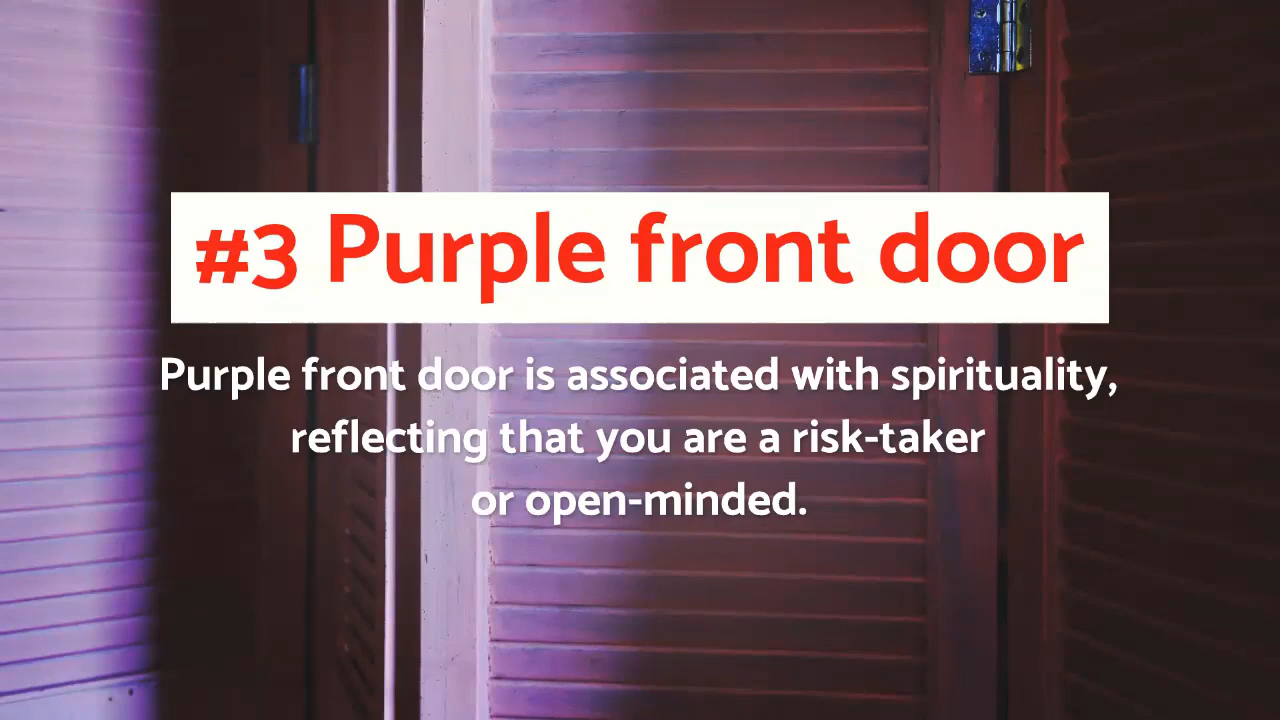 #3 Purple front door
Purple front door is associated with spirituality,
reflecting that you are a risk-taker
or open-minded.